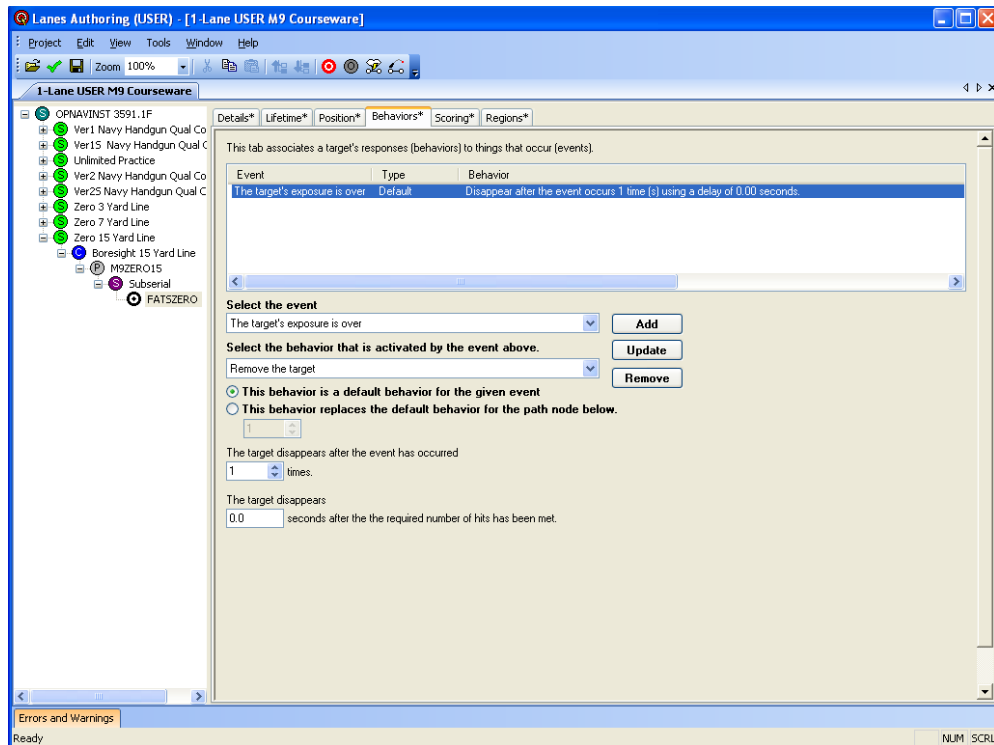 Lanes Authoring (USER) - [1-Lane USER M9 Courseware]
Project Edit View Tools Window Help
Zoom 100%
1-Lane USER M9 Courseware
S OPNAVINST 3591.1F
S Ver1 Navy Handgun Qual Co
S Ver1S Navy Handgun Qual C
S Unlimited Practice
S Ver2 Navy Handgun Qual Co
S Ver2S Navy Handgun Qual C
S Zero 3 Yard Line
S Zero 7 Yard Line
S Zero 15 Yard Line
C Boresight 15 Yard Line
P M9ZERO15
S Subserial
FATSZERO
Details* Lifetime* Position* Behaviors* Scoring* Regions*
This tab associates a target's responses (behaviors) to things that occur (events).
Event Type Behavior
The target's exposure is over Default Disappear after the event occurs 1 time (s) using a delay of 0.00 seconds.
Select the event
The target's exposure is over Add
Select the behavior that is activated by the event above. Update
Remove the target Remove
This behavior is a default behavior for the given event
This behavior replaces the default behavior for the path node below.
1
The target disappears after the event has occurred
1 times.
The target disappears
0.0 seconds after the the required number of hits has been met.
Errors and Warnings
Ready NUM SCRL